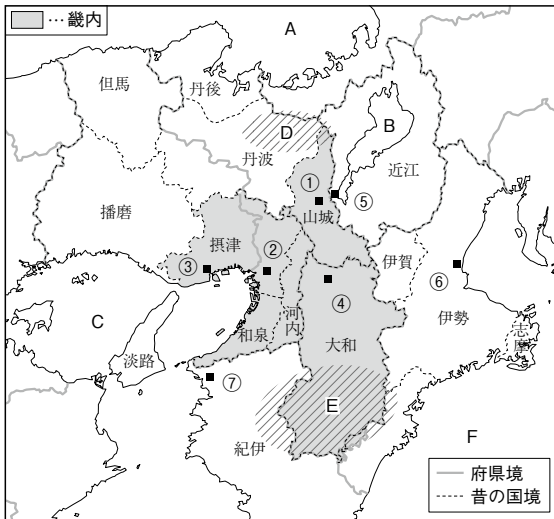 …畿内
A
但馬
丹後
D
B
丹波
近江
①
⑤
山城
播磨
摂津
②
伊賀
③
④
⑥
伊勢
C
和泉
河内
大和
志摩
淡路
⑦
E
紀伊
F
府県境
昔の国境